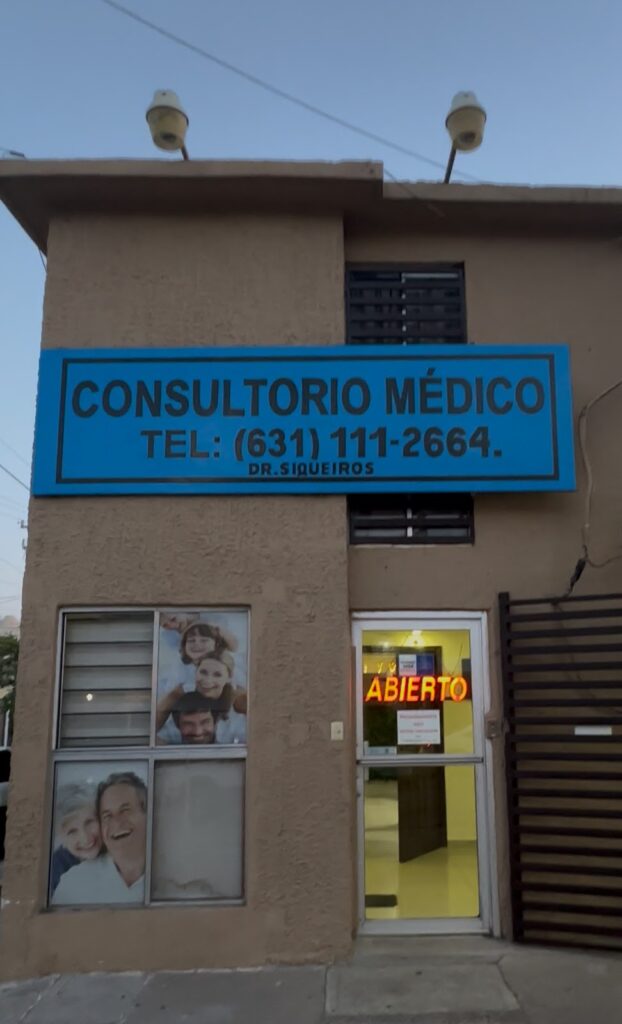 CONSULTORIO MÉDICO
TEL: (631) 111-2664.
DR. SIQUEIROS
ABIERTO